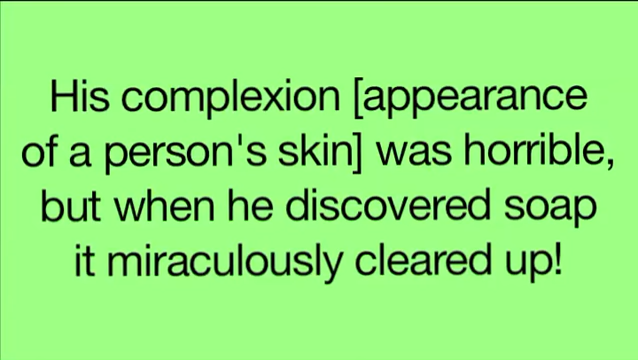 His complexion [appearance
of a person's skin] was horrible,
but when he discovered soap
it miraculously cleared up!